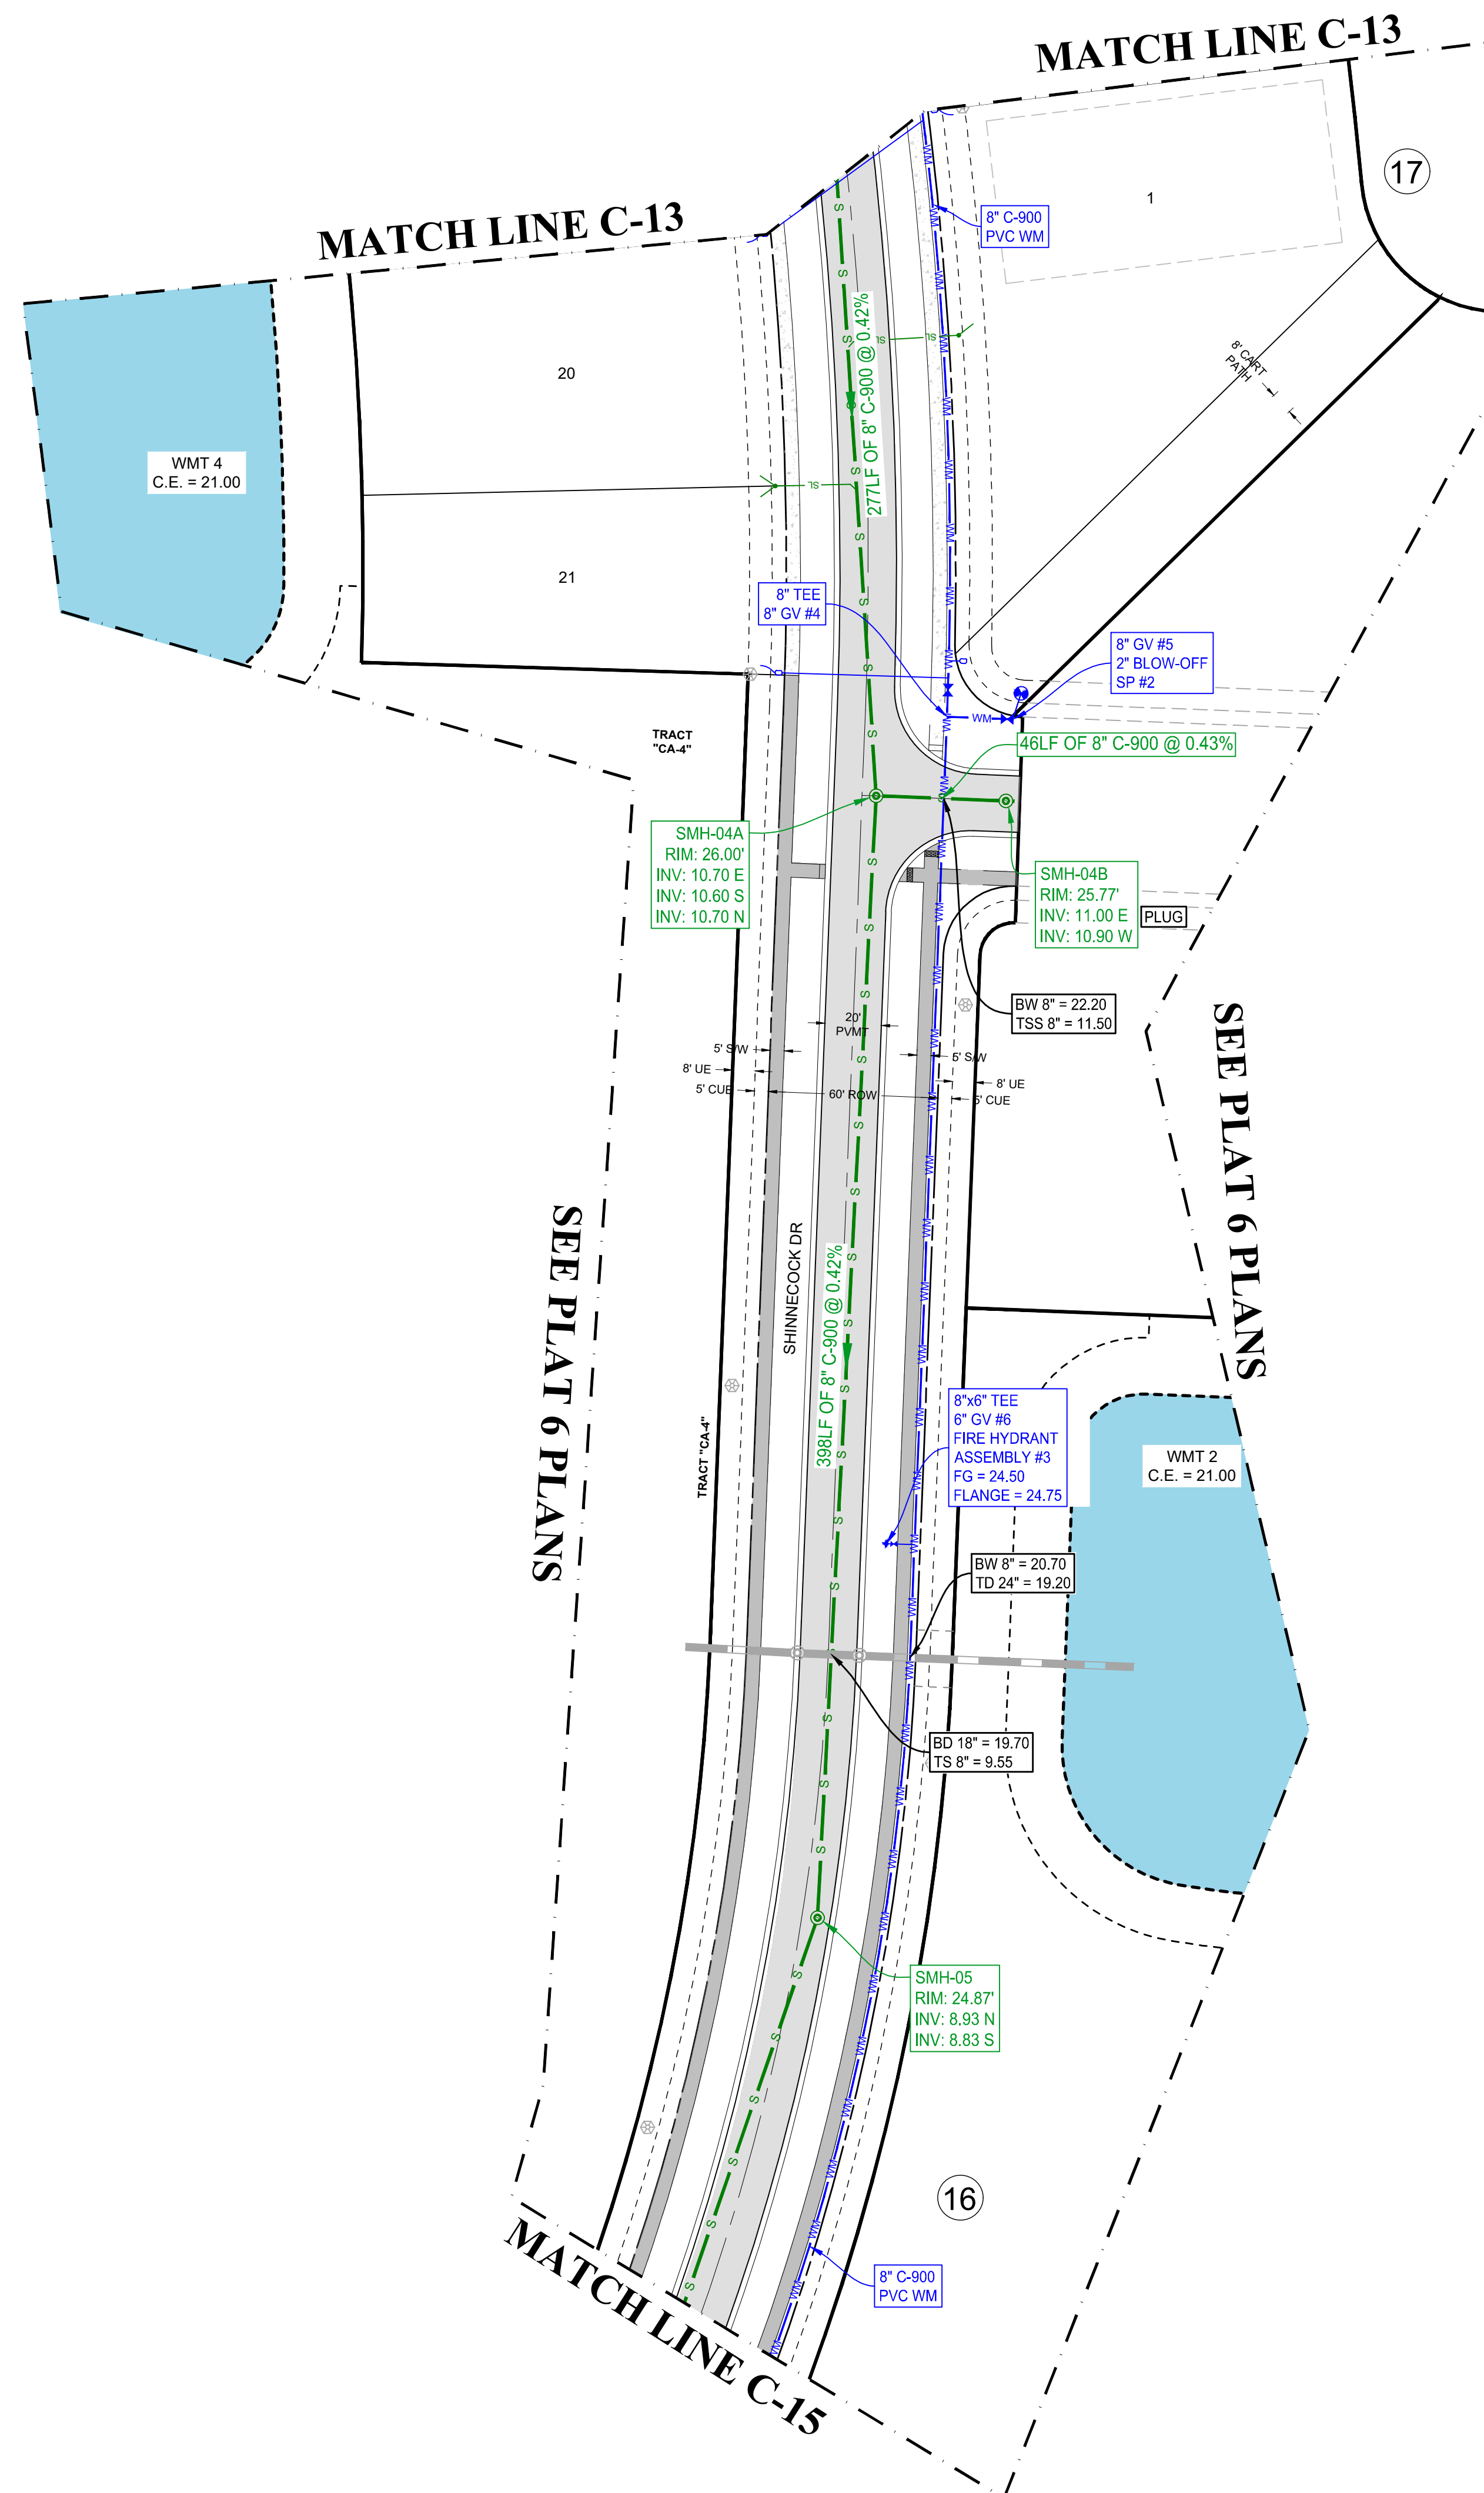 MATCH LINE C-13
17
1
8" C-900
PVC WM
MATCH LINE C-13
SL
SL
277LF OF 8" C-900 @ 0.42%
8' CART
PATH
20
WMT 4
C.E. = 21.00
SL
21
8" TEE
8" GV #4
8" GV #5
2" BLOW-OFF
SP #2
WM
TRACT
"CA-4"
46LF OF 8" C-900 @ 0.43%
SMH-04A
RIM: 26.00'
INV: 10.70 E
INV: 10.60 S
INV: 10.70 N
SMH-04B
RIM: 25.77'
INV: 11.00 E
INV: 10.90 W
PLUG
BW 8" = 22.20
TSS 8" = 11.50
20'
PVMT
5' S/W
5' S/W
8' UE
8' UE
5' CUE
60' ROW
5' CUE
SEE PLAT 6 PLANS
SEE PLAT 6 PLANS
SHINNECOCK DR
398LF OF 8" C-900 @ 0.42%
TRACT "CA-4"
8"x6" TEE
6" GV #6
FIRE HYDRANT
ASSEMBLY #3
FG = 24.50
FLANGE = 24.75
WMT 2
C.E. = 21.00
BW 8" = 20.70
TD 24" = 19.20
BD 18" = 19.70
TS 8" = 9.55
SMH-05
RIM: 24.87'
INV: 8.93 N
INV: 8.83 S
16
8" C-900
PVC WM
MATCH LINE C-15